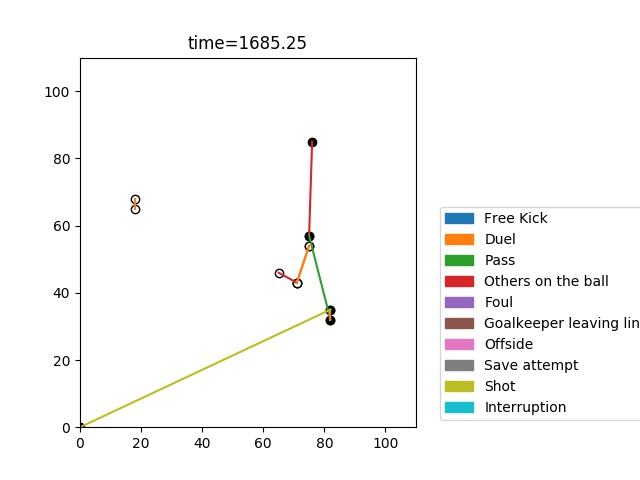 time=1685.25
100
80
60
40
20
0
0 20 40 60 80 100
Free Kick
Duel
Pass
Others on the ball
Foul
Goalkeeper leaving lin
Offside
Save attempt
Shot
Interruption